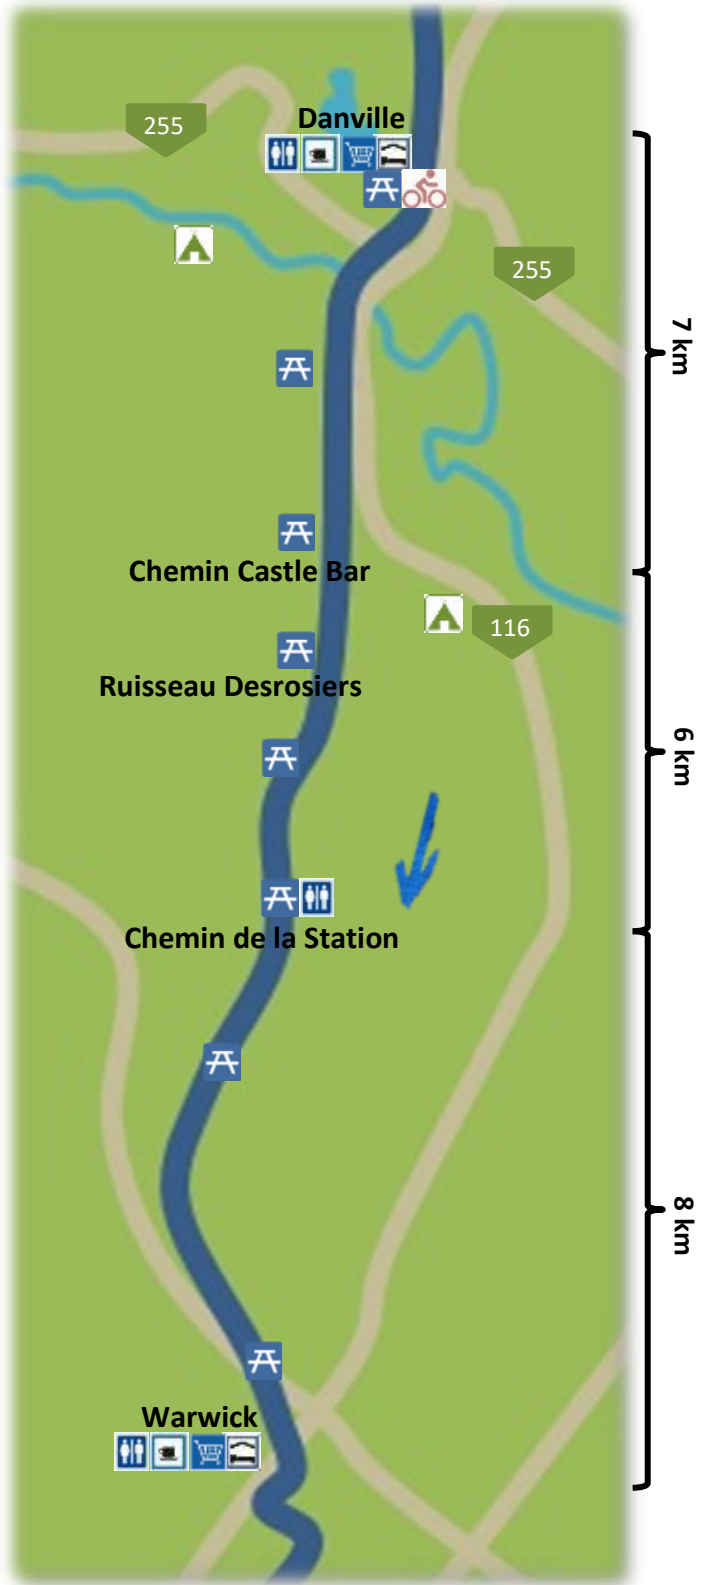 Danville
255
255
7 km
Chemin Castle Bar
116
Ruisseau Desrosiers
6 km
Chemin de la Station
8 km
Warwick